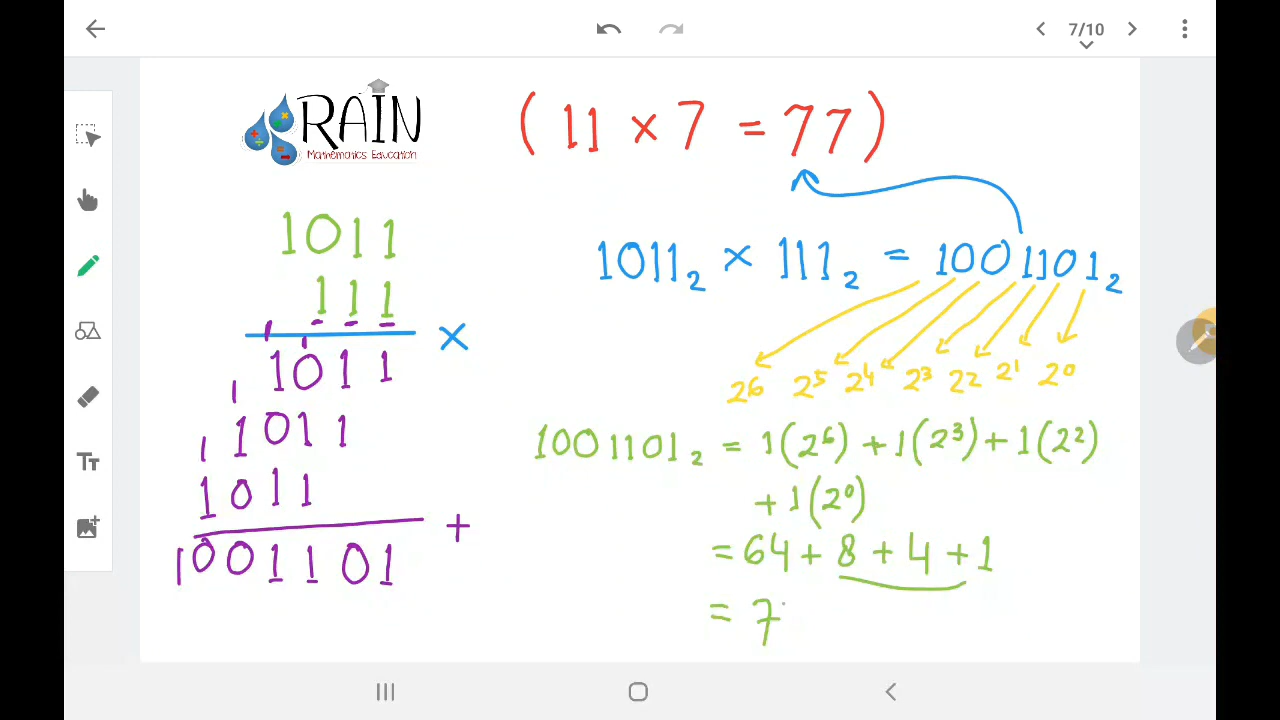 7/10
RAIN
Mathematics Education
(11 × 7 = 77)
1011
111
×
1011
1011
1011
+
1001101
1011₂ × 111₂ = 1001101₂
2⁶ 2⁵ 2⁴ 2³ 2² 2¹ 2⁰
1001101₂ = 1(2⁶) + 1(2³) + 1(2²)
+ 1(2⁰)
= 64 + 8 + 4 + 1
= 7
Tt